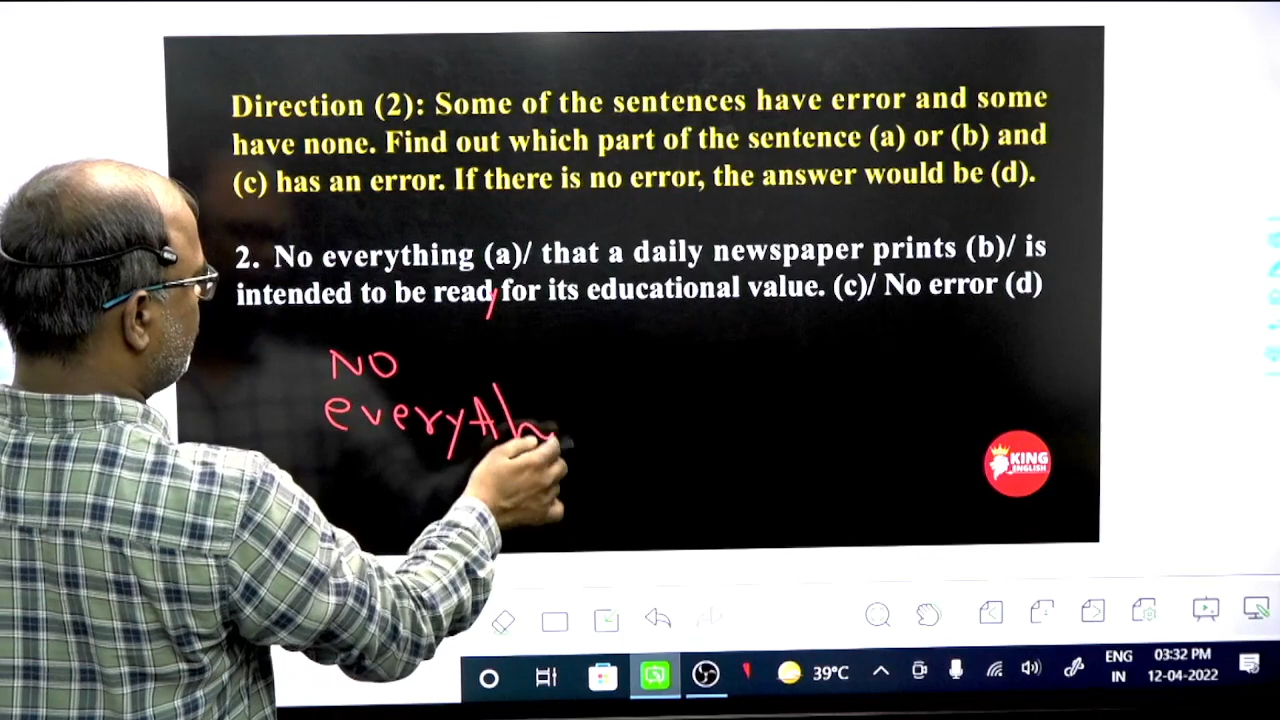 Direction (2): Some of the sentences have error and some
have none. Find out which part of the sentence (a) or (b) and
(c) has an error. If there is no error, the answer would be (d).
2. No everything (a)/ that a daily newspaper prints (b)/ is
intended to be read for its educational value. (c)/ No error (d)
NO
everyth
KING
ENGLISH
39°C
ENG
IN
03:32 PM
12-04-2022